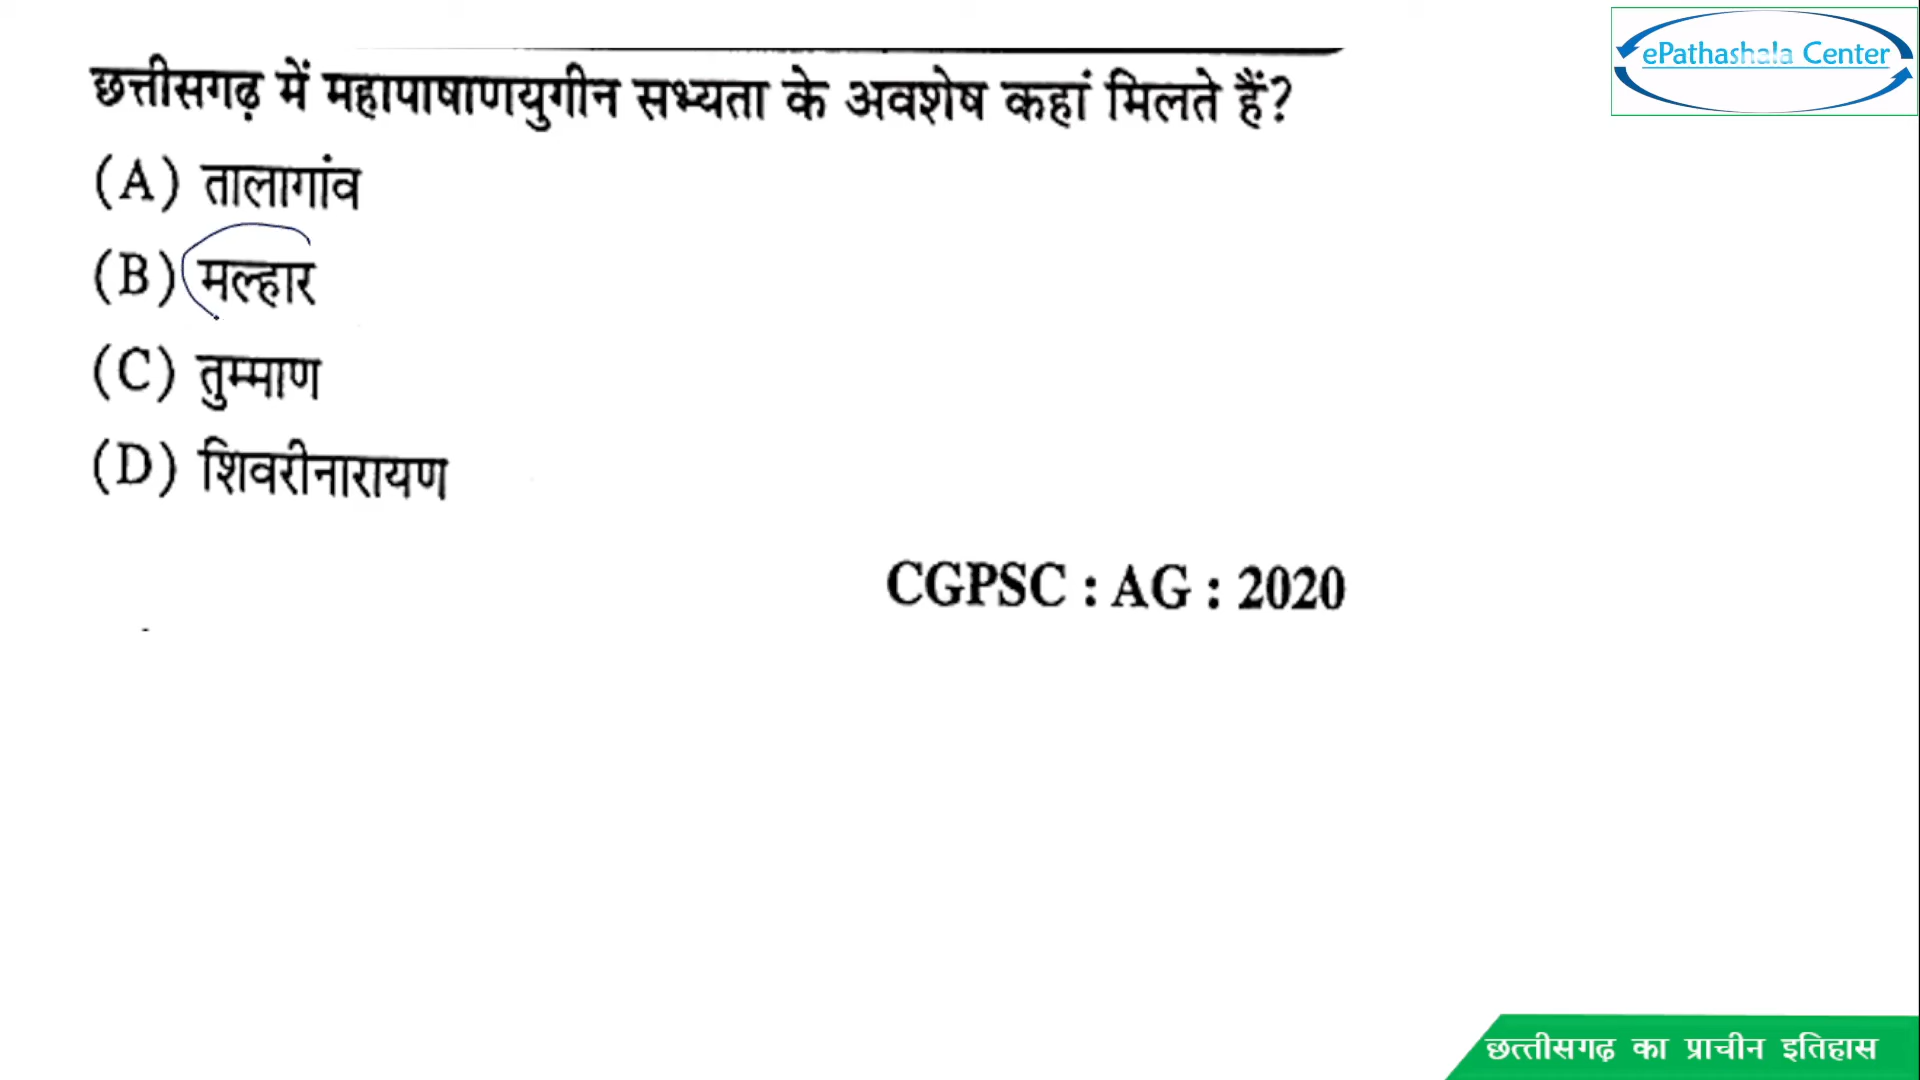 ePathashala Center
छत्तीसगढ़ में महापाषाणयुगीन सभ्यता के अवशेष कहां मिलते हैं?
(A) तालागांव
(B) मल्हार
(C) तुम्माण
(D) शिवरीनारायण
CGPSC : AG : 2020
छत्तीसगढ़ का प्राचीन इतिहास